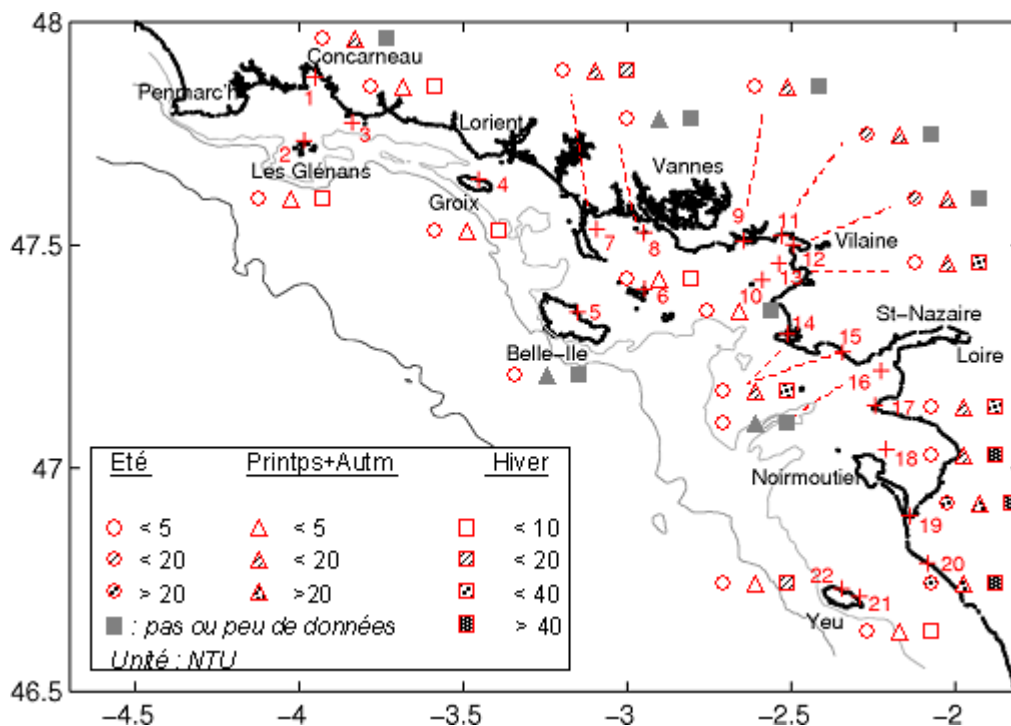 48
Concarneau
Penmarc'h
1
3
Lorient
2
Les Glénans
Vannes
4
Groix
47.5
7
8
9
11
Vilaine
12
13
10
6
5
14
15
St-Nazaire
Belle-Ile
Loire
16
17
47
18
Noirmoutier
19
20
22
21
Yeu
Eté Printps+Autm Hiver
< 5 < 5 < 10
< 20 < 20 < 20
> 20 >20 < 40
: pas ou peu de données > 40
Unité : NTU
46.5
-4.5 -4 -3.5 -3 -2.5 -2